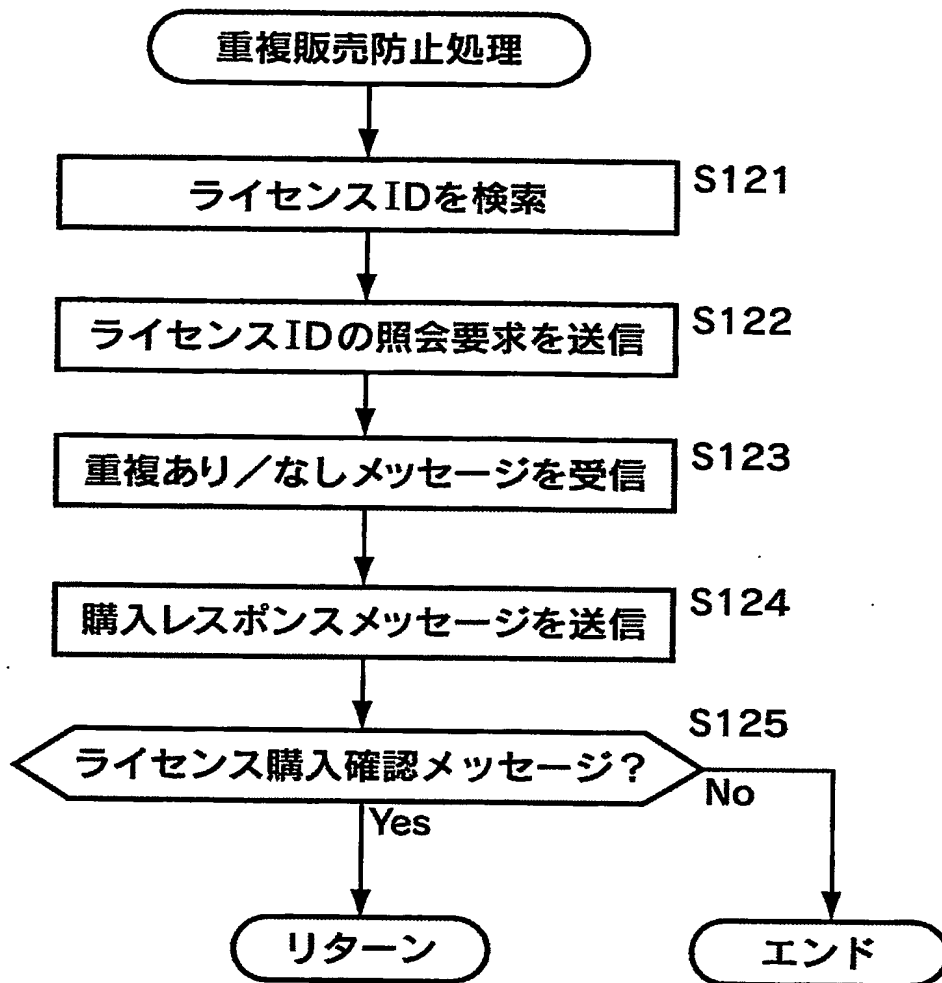 重複販売防止処理
ライセンスIDを検索
S121
ライセンスIDの照会要求を送信
S122
重複あり/なしメッセージを受信
S123
購入レスポンスメッセージを送信
S124
ライセンス購入確認メッセージ?
S125
No
Yes
リターン
エンド